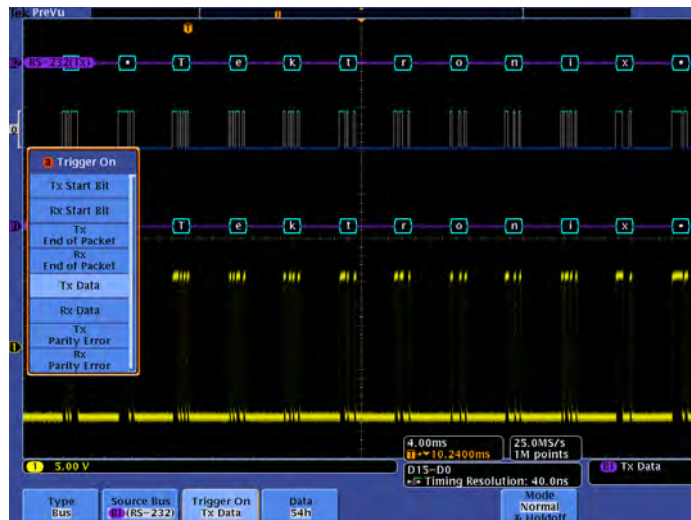 Tek PreVu
T
B2 RS-232(Tx) • T e k t r o n i x •
D
a Trigger On
Tx Start Bit
Rx Start Bit
Tx
End of Packet
Rx
End of Packet
Tx Data
Rx Data
Tx
Parity Error
Rx
Parity Error
B1 T e k t r o n i x •
1
4.00ms
T→▼10.2400ms
25.0MS/s
1M points
1 5.00 V
D15-D0
Timing Resolution: 40.0ns
B1 Tx Data
Type
Bus
Source Bus
B1 (RS-232)
Trigger On
Tx Data
Data
54h
Mode
Normal
& Holdoff